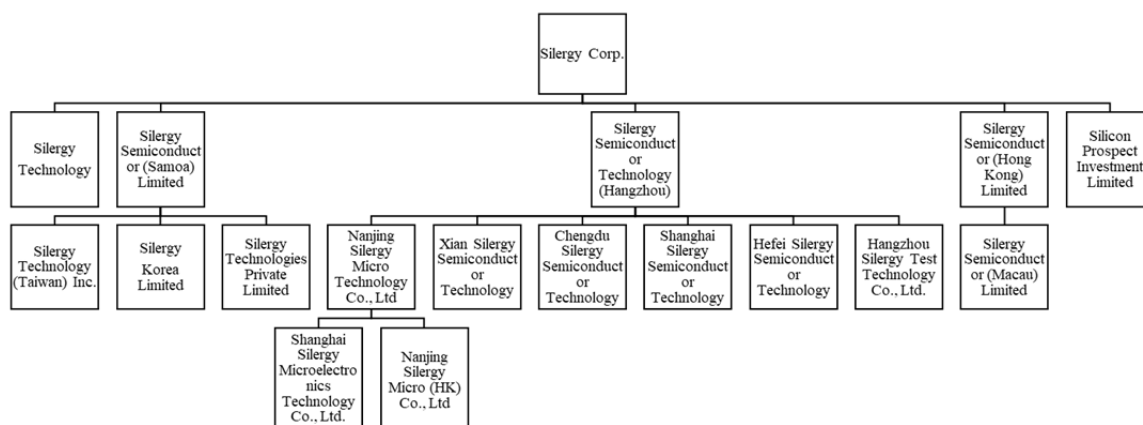 Silergy Corp.
Silergy
Technology
Silergy
Semiconduct
or (Samoa)
Limited
Silergy
Semiconduct
or
Technology
(Hangzhou)
Silergy
Semiconduct
or (Hong
Kong)
Limited
Silicon
Prospect
Investment
Limited
Silergy
Technology
(Taiwan) Inc.
Silergy
Korea
Limited
Silergy
Technologies
Private
Limited
Nanjing
Silergy
Micro
Technology
Co., Ltd
Xian Silergy
Semiconduct
or
Technology
Chengdu
Silergy
Semiconduct
or
Technology
Shanghai
Silergy
Semiconduct
or
Technology
Hefei Silergy
Semiconduct
or
Technology
Hangzhou
Silergy Test
Technology
Co., Ltd.
Silergy
Semiconduct
or (Macau)
Limited
Shanghai
Silergy
Microelectro
nics
Technology
Co., Ltd.
Nanjing
Silergy
Micro (HK)
Co., Ltd